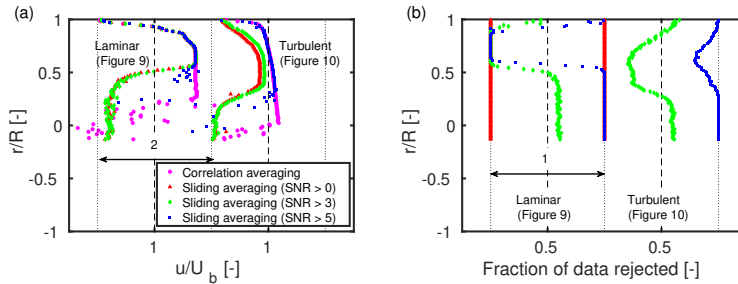 (a)
(b)
1
0.5
0
-0.5
-1
r/R [-]
Laminar
(Figure 9)
Turbulent
(Figure 10)
2
Correlation averaging
Sliding averaging (SNR > 0)
Sliding averaging (SNR > 3)
Sliding averaging (SNR > 5)
1
1
u/U_b [-]
1
0.5
0
-0.5
-1
r/R [-]
1
Laminar
(Figure 9)
Turbulent
(Figure 10)
0.5
0.5
Fraction of data rejected [-]